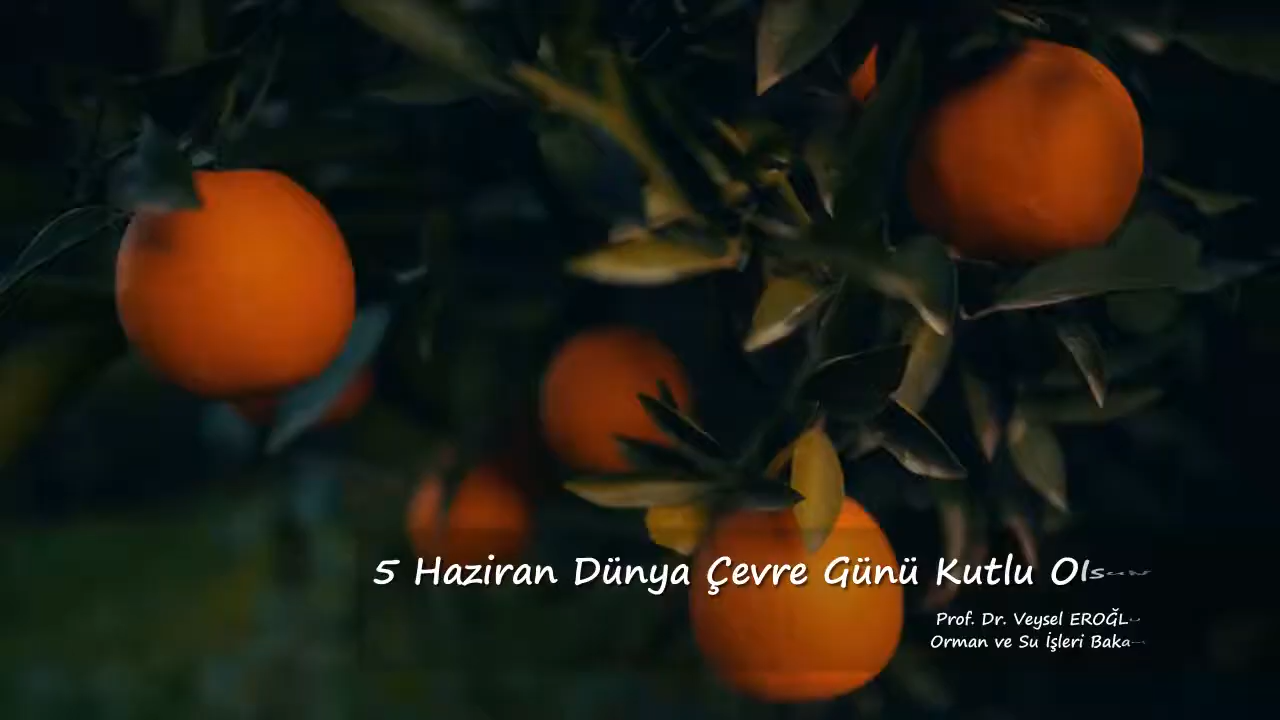 5 Haziran Dünya Çevre Günü Kutlu
Prof. Dr. Veysel
Orman ve Su İşleri